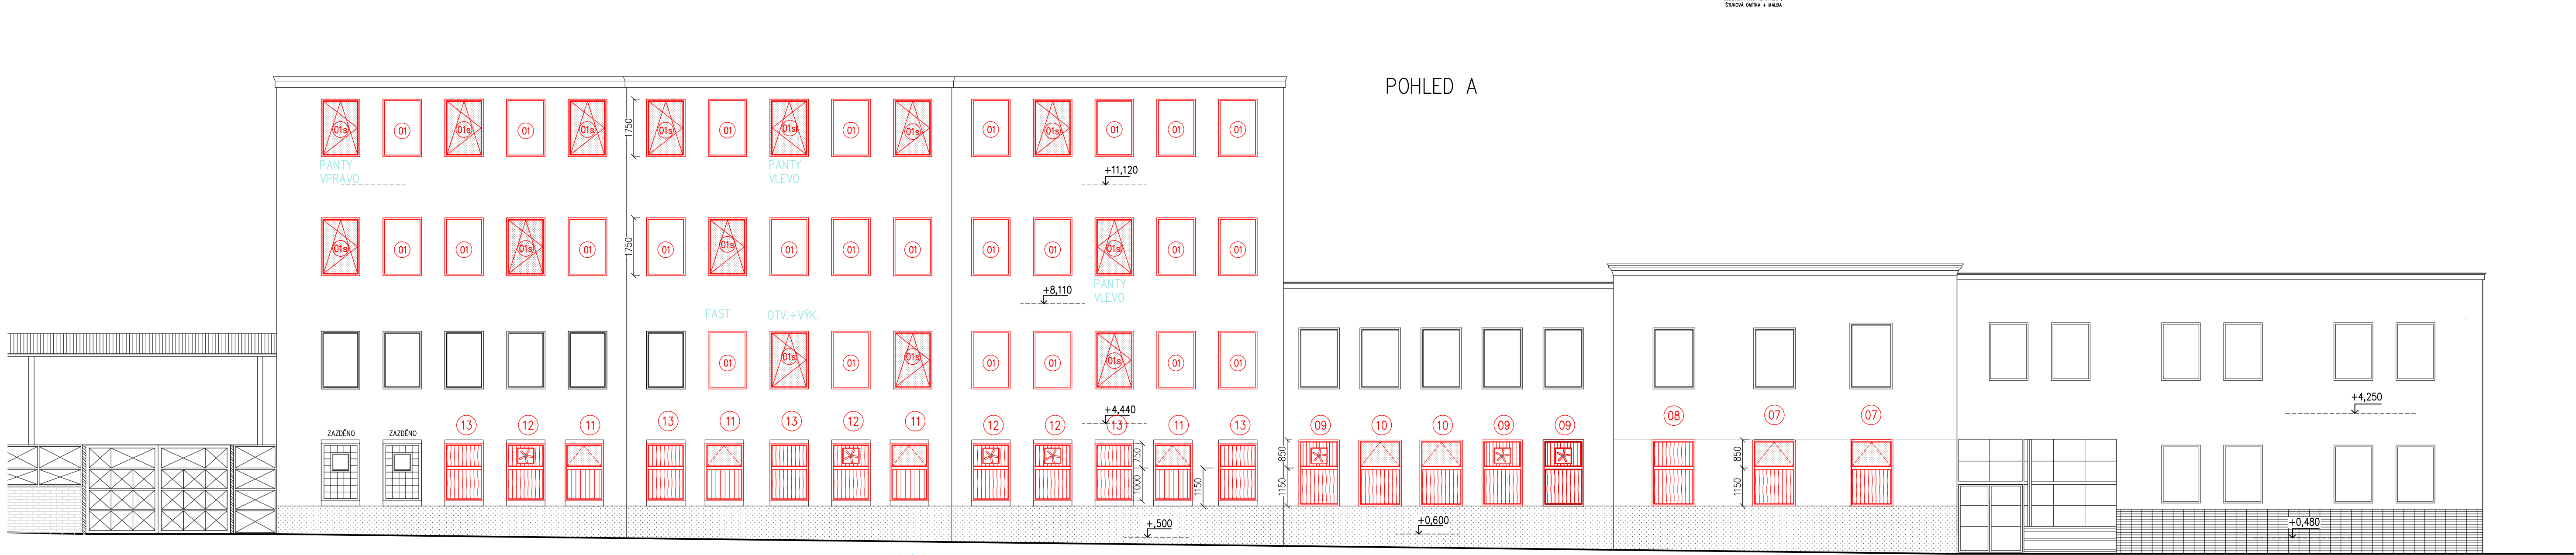 ŠTUKOVÁ OMÍTKA + MALBA
POHLED A
01s 01 01s 01 01s 1750 01s 01 01s 01 01s 01 01s 01 01 01
PANTY
VPRAVO
PANTY
VLEVO
+11,120
01s 01 01 01s 01 1750 01 01s 01 01 01 01 01 01s 01 01
PANTY
VLEVO
+8,110
FAST
OTV.+VÝK.
01 01s 01 01s 01 01 01s 01 01
+4,440
+4,250
ZAZDĚNO ZAZDĚNO 13 12 11 13 11 13 12 11 12 12 13 11 13 09 10 10 09 09 08 07 07
750 850 850
1000 1150 1150 1150
+,500
+0,600
+0,480